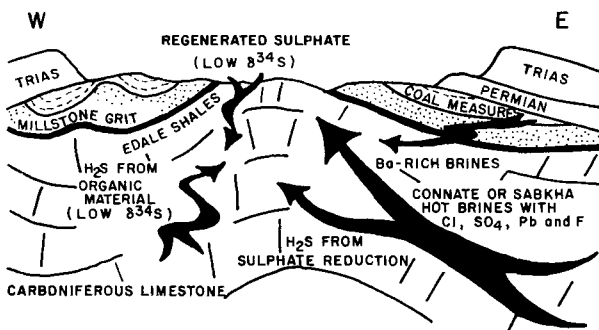 W
E
REGENERATED SULPHATE
(LOW δ34S)
TRIAS
TRIAS
PERMIAN
COAL MEASURES
MILLSTONE GRIT
EDALE SHALES
Ba-RICH BRINES
H2S FROM
ORGANIC
MATERIAL
(LOW δ34S)
CONNATE OR SABKHA
HOT BRINES WITH
Cl, SO4, Pb and F
H2S FROM
SULPHATE REDUCTION
CARBONIFEROUS LIMESTONE